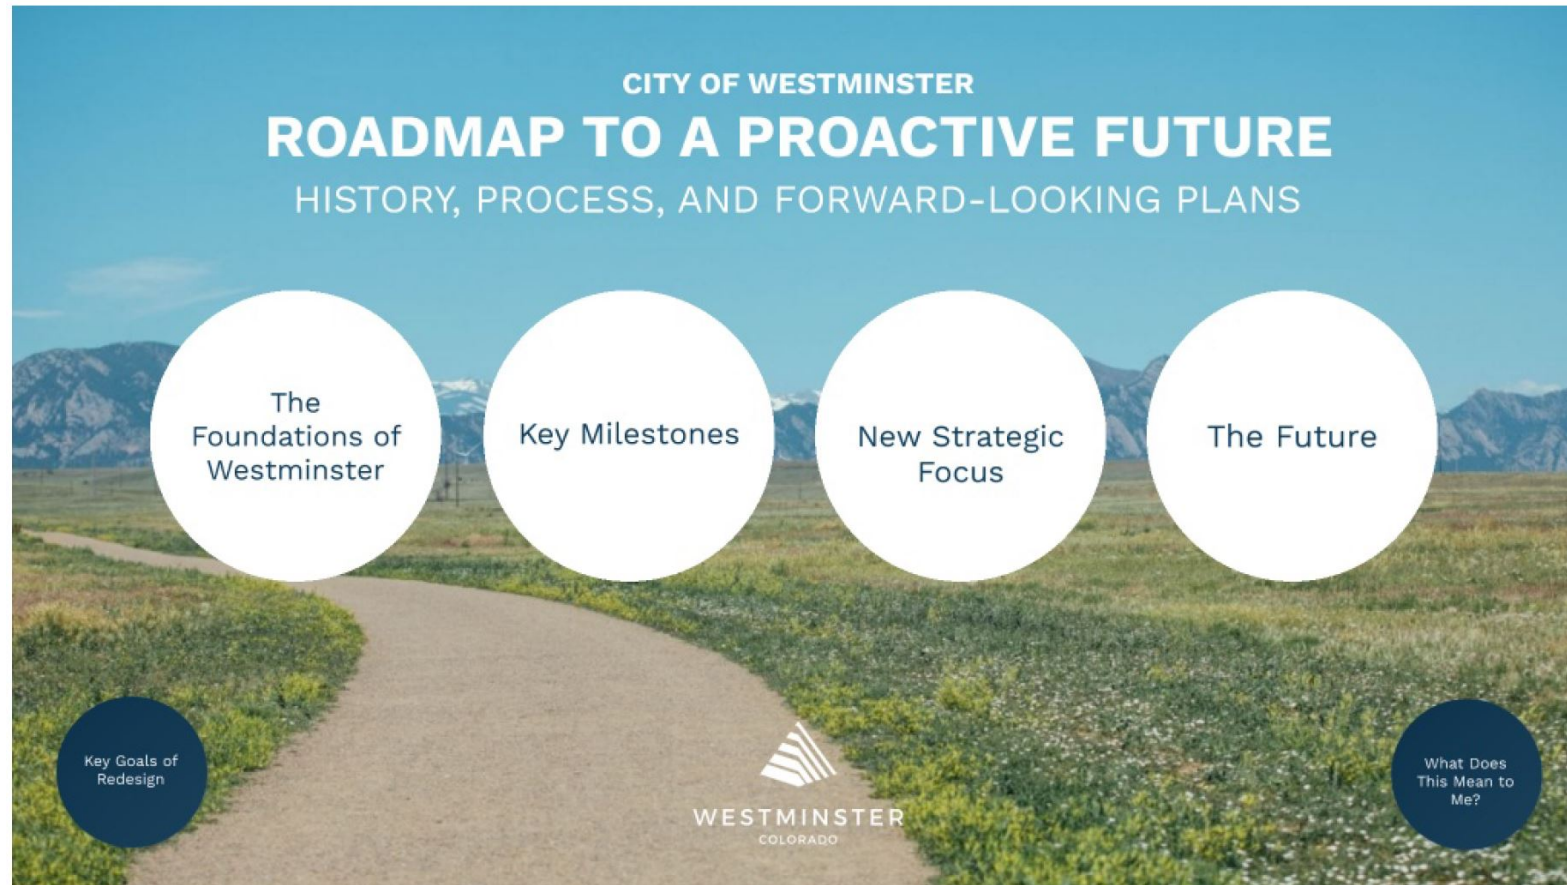 CITY OF WESTMINSTER
ROADMAP TO A PROACTIVE FUTURE
HISTORY, PROCESS, AND FORWARD-LOOKING PLANS
The
Foundations of
Westminster
Key Milestones
New Strategic
Focus
The Future
Key Goals of
Redesign
WESTMINSTER
COLORADO
What Does
This Mean to
Me?